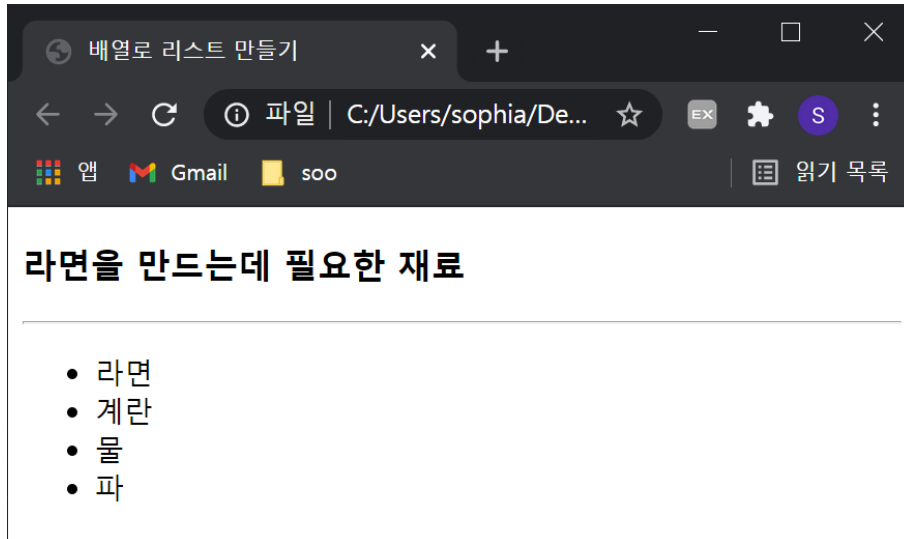 배열로 리스트 만들기
파일 C:/Users/sophia/De...
EX
S
앱 Gmail soo 읽기 목록
라면을 만드는데 필요한 재료
라면
계란
물
파